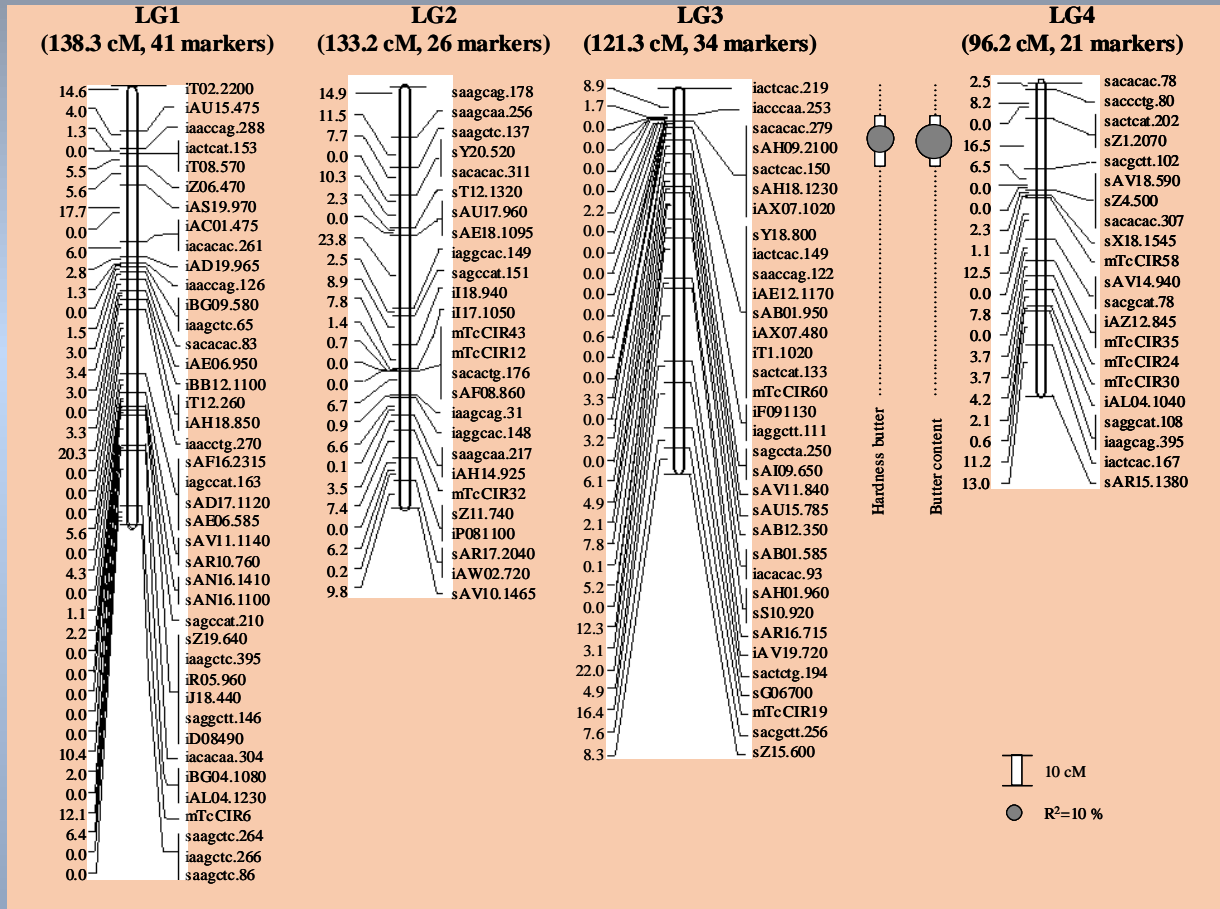 LG1
(138.3 cM, 41 markers)
14.6
4.0
1.3
0.0
5.5
5.6
17.7
0.0
6.0
2.8
1.3
0.0
1.5
3.0
3.4
3.0
0.0
3.3
20.3
0.0
0.0
0.0
5.6
0.0
4.3
0.0
1.1
2.2
0.0
0.0
0.0
0.0
10.4
2.0
0.0
12.1
6.4
0.0
0.0
iT02.2200
iAU15.475
iaaccag.288
iactcat.153
iT08.570
iZ06.470
iAS19.970
iAC01.475
iacacac.261
iAD19.965
iaaccag.126
iBG09.580
iaagctc.65
sacacac.83
iAE06.950
iBB12.1100
iT12.260
iAH18.850
iaacctg.270
sAF16.2315
iagccat.163
sAD17.1120
sAE06.585
sAV11.1140
sAR10.760
sAN16.1410
sAN16.1100
sagccat.210
sZ19.640
iaagctc.395
iR05.960
iJ18.440
saggctt.146
iD08490
iacacaa.304
iBG04.1080
iAL04.1230
mTcCIR6
saagctc.264
iaagctc.266
saagctc.86
LG2
(133.2 cM, 26 markers)
14.9
11.5
7.7
0.0
10.3
2.3
0.0
23.8
2.5
8.9
7.8
1.4
0.7
0.0
0.0
6.7
0.9
6.6
0.1
3.5
7.4
0.0
6.2
0.2
9.8
saagcag.178
saagcaa.256
saagctc.137
sY20.520
sacacac.311
sT12.1320
sAU17.960
sAE18.1095
iaggcac.149
sagccat.151
iI18.940
iI17.1050
mTcCIR43
mTcCIR12
sacactg.176
sAF08.860
iaagcag.31
iaggcac.148
saagcaa.217
iAH14.925
mTcCIR32
sZ11.740
iP081100
sAR17.2040
iAW02.720
sAV10.1465
LG3
(121.3 cM, 34 markers)
8.9
1.7
0.0
0.0
0.0
0.0
2.2
0.0
0.0
0.0
0.0
0.6
0.0
0.0
3.3
0.0
3.2
0.0
6.1
4.9
2.1
7.8
0.1
5.2
0.0
12.3
3.1
22.0
4.9
16.4
7.6
8.3
iactcac.219
iacccaa.253
sacacac.279
sAH09.2100
sactcac.150
sAH18.1230
iAX07.1020
sY18.800
iactcac.149
saaccag.122
iAE12.1170
sAB01.950
iAX07.480
iT1.1020
sactcat.133
mTcCIR60
iF091130
iaggctt.111
sagccta.250
sAI09.650
sAV11.840
sAU15.785
sAB12.350
sAB01.585
iacacac.93
sAH01.960
sS10.920
sAR16.715
iAV19.720
sactctg.194
sG06700
mTcCIR19
sacgctt.256
sZ15.600
Hardness butter
Butter content
LG4
(96.2 cM, 21 markers)
2.5
8.2
0.0
16.5
6.5
0.0
0.0
2.3
1.1
12.5
0.0
7.8
0.0
3.7
3.7
4.2
2.1
0.6
11.2
13.0
sacacac.78
saccctg.80
sactcat.202
sZ1.2070
sacgctt.102
sAV18.590
sZ4.500
sacacac.307
sX18.1545
mTcCIR58
sAV14.940
sacgcat.78
iAZ12.845
mTcCIR35
mTcCIR24
mTcCIR30
iAL04.1040
saggcat.108
iaagcag.395
iactcac.167
sAR15.1380
10 cM
R²=10 %